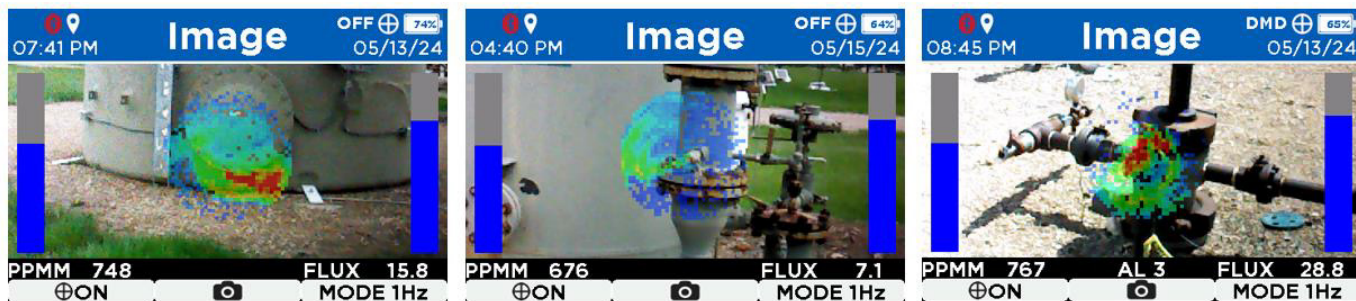 OFF 74%
07:41 PM Image 05/13/24
PPMM 748 FLUX 15.8
ON MODE 1Hz
OFF 64%
04:40 PM Image 05/15/24
PPMM 676 FLUX 7.1
ON MODE 1Hz
DMD 65%
08:45 PM Image 05/13/24
PPMM 767 AL 3 FLUX 28.8
ON MODE 1Hz